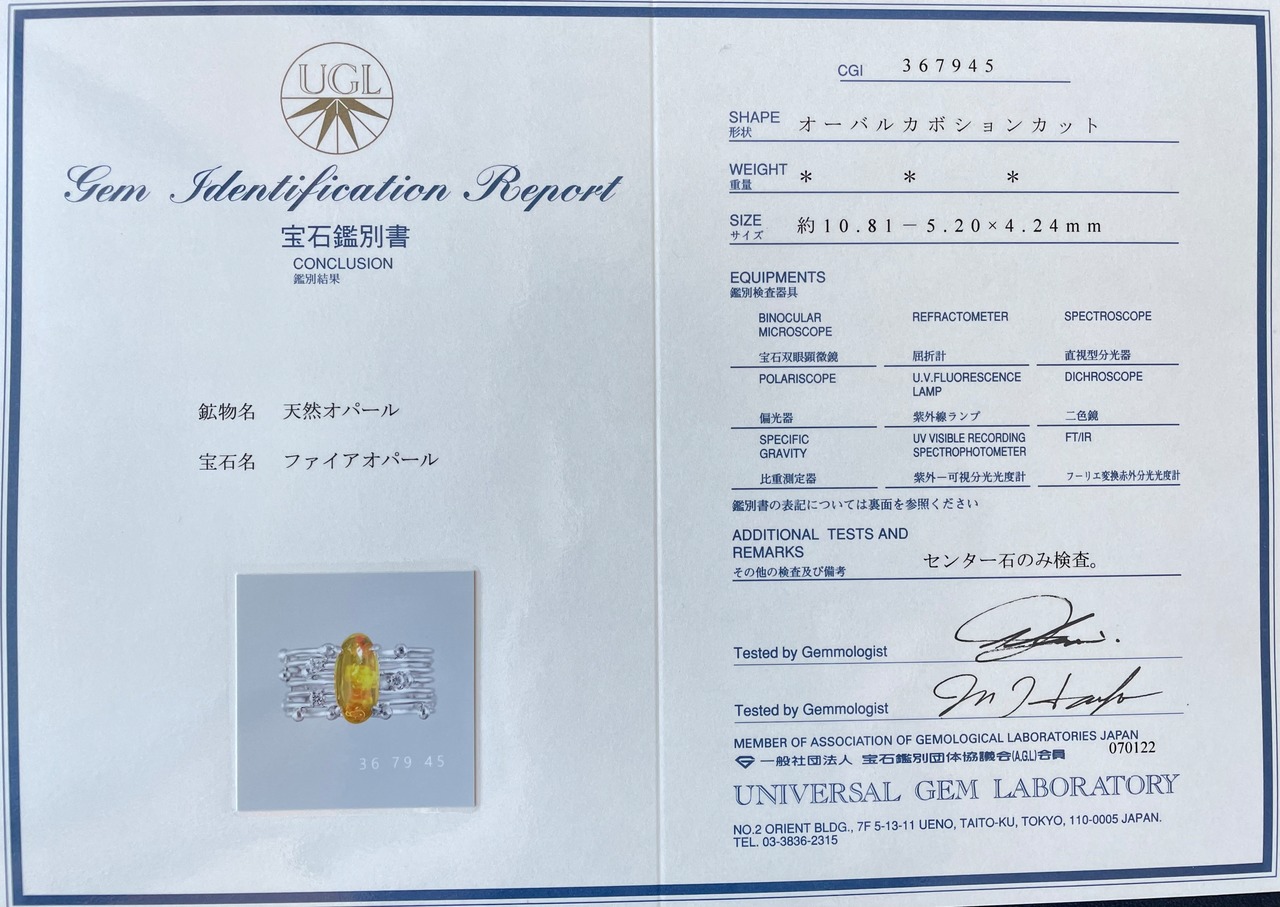 UGL
Gem Identification Report
宝石鑑別書
CONCLUSION
鑑別結果
鉱物名 天然オパール
宝石名 ファイアオパール
36 79 45
CGI 367945
SHAPE
形状 オーバルカボションカット
WEIGHT
重量 * * *
SIZE
サイズ 約10.81－5.20×4.24mm
EQUIPMENTS
鑑別検査器具
BINOCULAR MICROSCOPE
宝石双眼顕微鏡
REFRACTOMETER
屈折計
SPECTROSCOPE
直視型分光器
POLARISCOPE
偏光器
U.V.FLUORESCENCE LAMP
紫外線ランプ
DICHROSCOPE
二色鏡
SPECIFIC GRAVITY
比重測定器
UV VISIBLE RECORDING SPECTROPHOTOMETER
紫外ー可視分光光度計
FT/IR
フーリエ変換赤外分光光度計
鑑別書の表記については裏面を参照ください
ADDITIONAL TESTS AND
REMARKS
その他の検査及び備考 センター石のみ検査。
Tested by Gemmologist
Tested by Gemmologist
MEMBER OF ASSOCIATION OF GEMOLOGICAL LABORATORIES JAPAN
一般社団法人 宝石鑑別団体協議会(A.G.L)会員 070122
UNIVERSAL GEM LABORATORY
NO.2 ORIENT BLDG., 7F 5-13-11 UENO, TAITO-KU, TOKYO, 110-0005 JAPAN.
TEL. 03-3836-2315